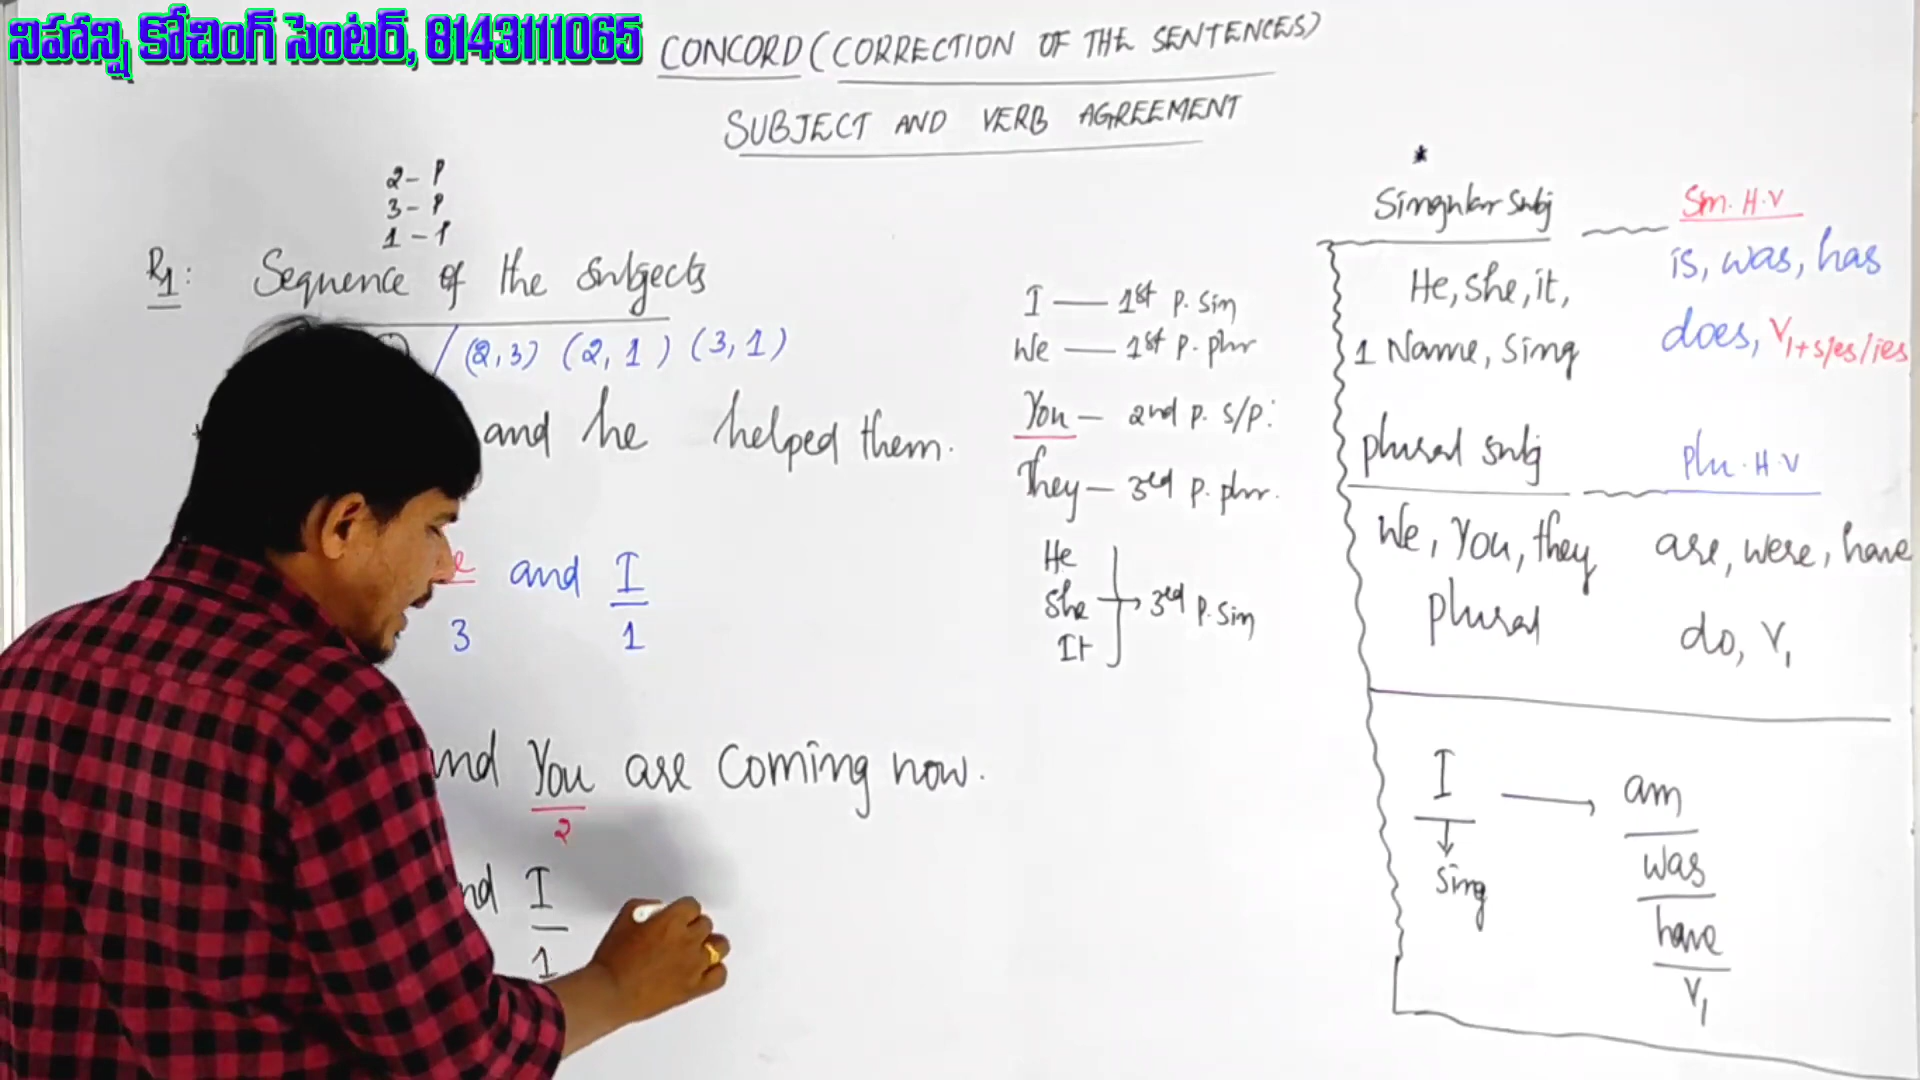 నిహాన్షి కోచింగ్ సెంటర్, 8143111065
CONCORD (CORRECTION OF THE SENTENCES)
SUBJECT AND VERB AGREEMENT
2 - P
3 - P
1 - P
R1: Sequence of the subjects
/ (2,3) (2,1) (3,1)
and he helped them.
and I
3 1
and You are coming now.
2
and I
1
I — 1st p. sin
We — 1st p. plur
You — 2nd p. s/p:
They — 3rd p. plur.
He
She
It
3rd p. sin
*
Singular Subj
Sin. H.V
He, she, it,
is, was, has
1 Name, Sing
does, V1+s/es/ies
plural subj
Plu. H.V
We, You, they
are, were, have
plural
do, V1
I → am
Sing
was
have
V1